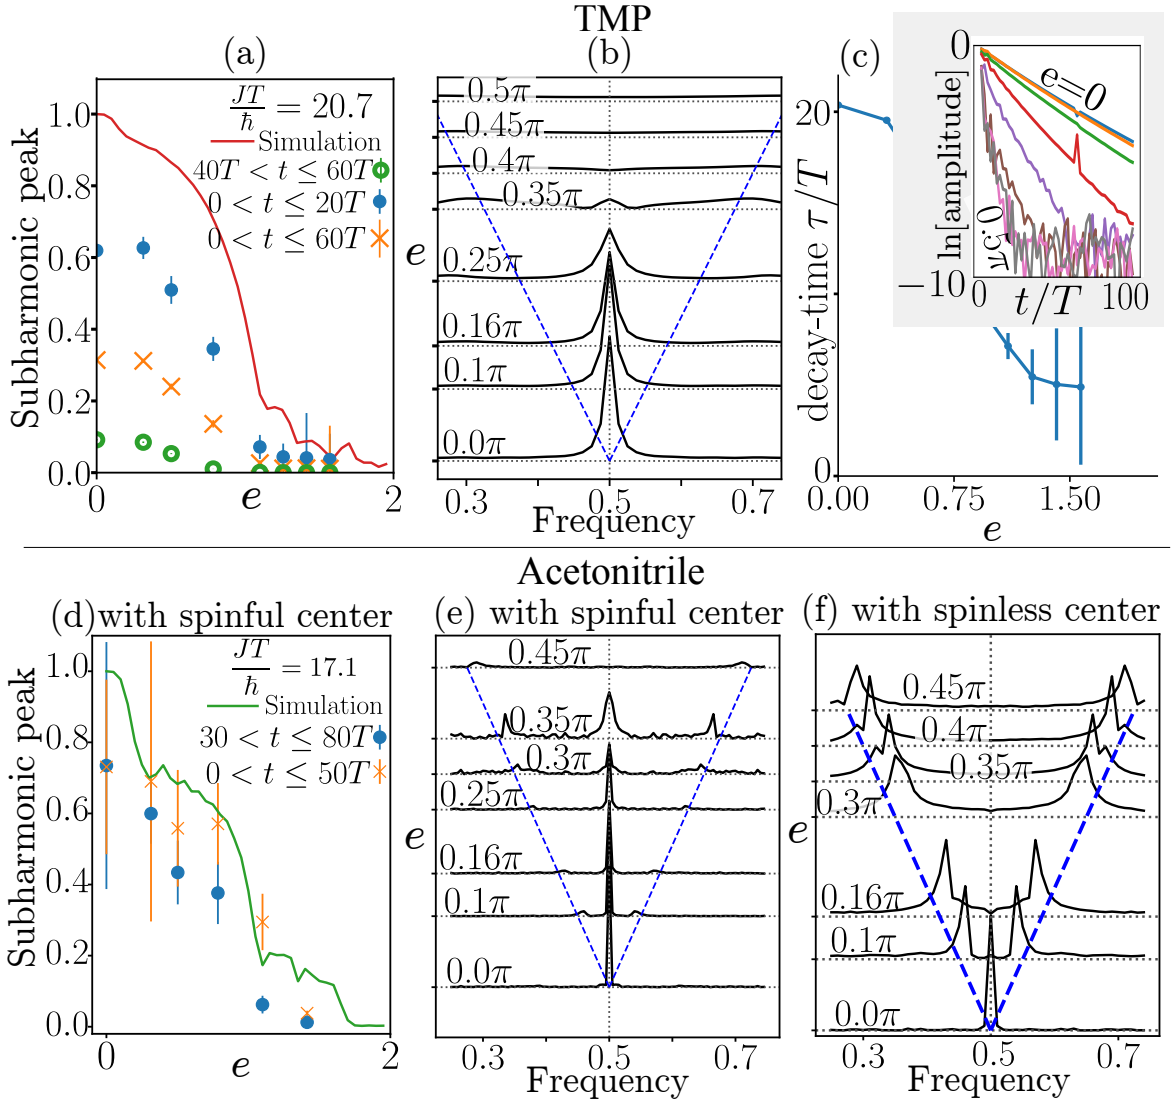 TMP
(a)
JT/ħ = 20.7
Simulation
40T < t ≤ 60T
0 < t ≤ 20T
0 < t ≤ 60T
Subharmonic peak
1.0
0.8
0.6
0.4
0.2
0.0
0
e
2
(b)
0.5π
0.45π
0.4π
0.35π
0.25π
0.16π
0.1π
0.0π
e
0.3
0.5
0.7
Frequency
(c)
decay-time τ/T
20
0
0.00
0.75
1.50
e
ln[amplitude]
0
−10
e=0
0.5π
0
t/T
100
Acetonitrile
(d) with spinful center
JT/ħ = 17.1
Simulation
30 < t ≤ 80T
0 < t ≤ 50T
Subharmonic peak
1.0
0.8
0.6
0.4
0.2
0.0
0
e
2
(e) with spinful center
0.45π
0.35π
0.3π
0.25π
0.16π
0.1π
0.0π
e
0.3
0.5
0.7
Frequency
(f) with spinless center
0.45π
0.4π
0.35π
0.3π
0.16π
0.1π
0.0π
e
0.3
0.5
0.7
Frequency